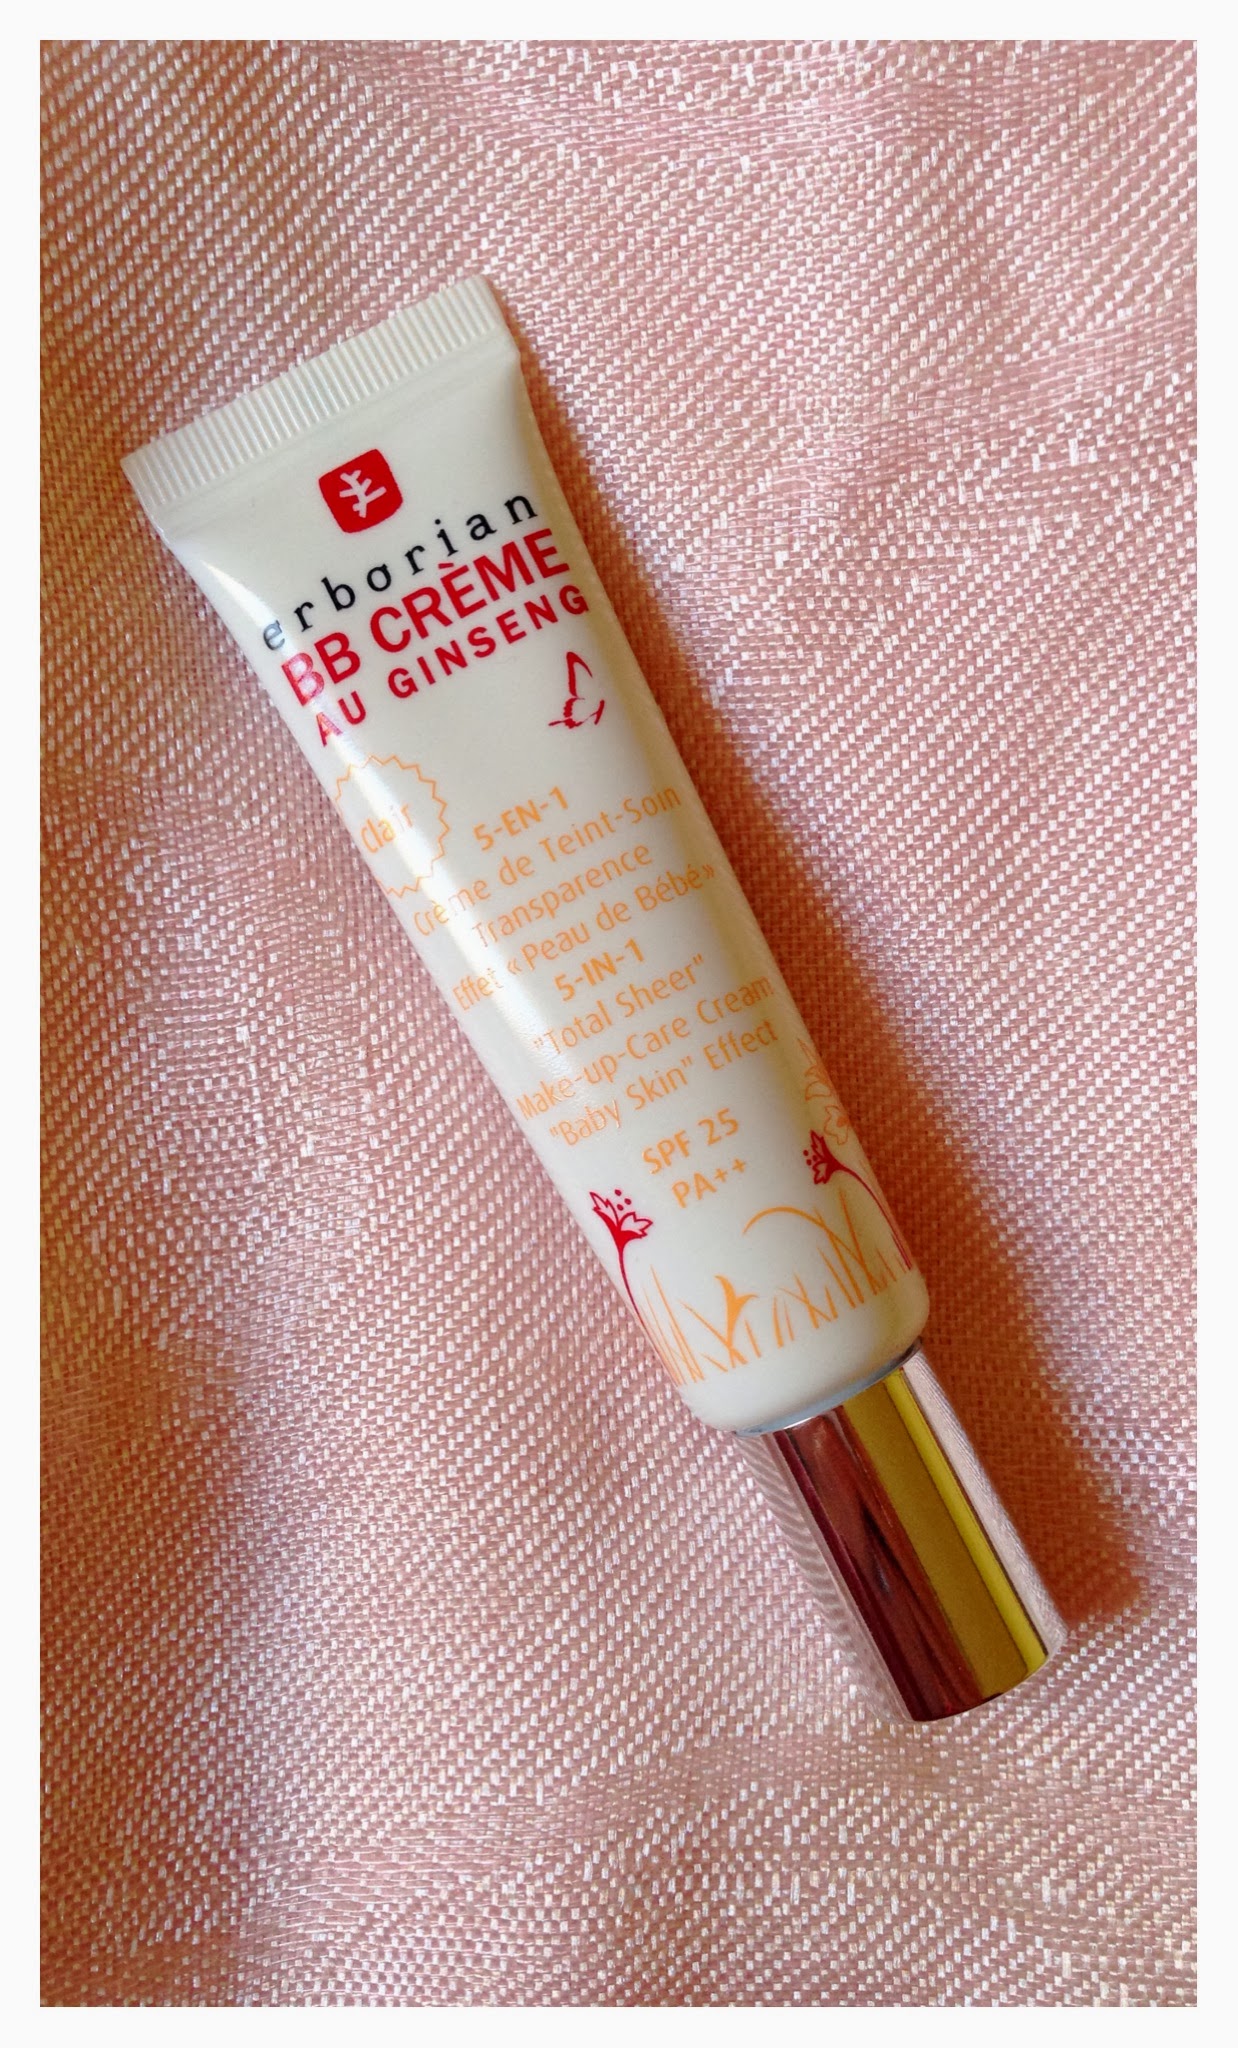 erborian
BB CRÈME
AU GINSENG
Clair
5-EN-1
Crème de Teint-Soin
Transparence
Effet «Peau de Bébé»
5-IN-1
"Total Sheer"
Make-up-Care Cream
"Baby Skin" Effect
SPF 25
PA++